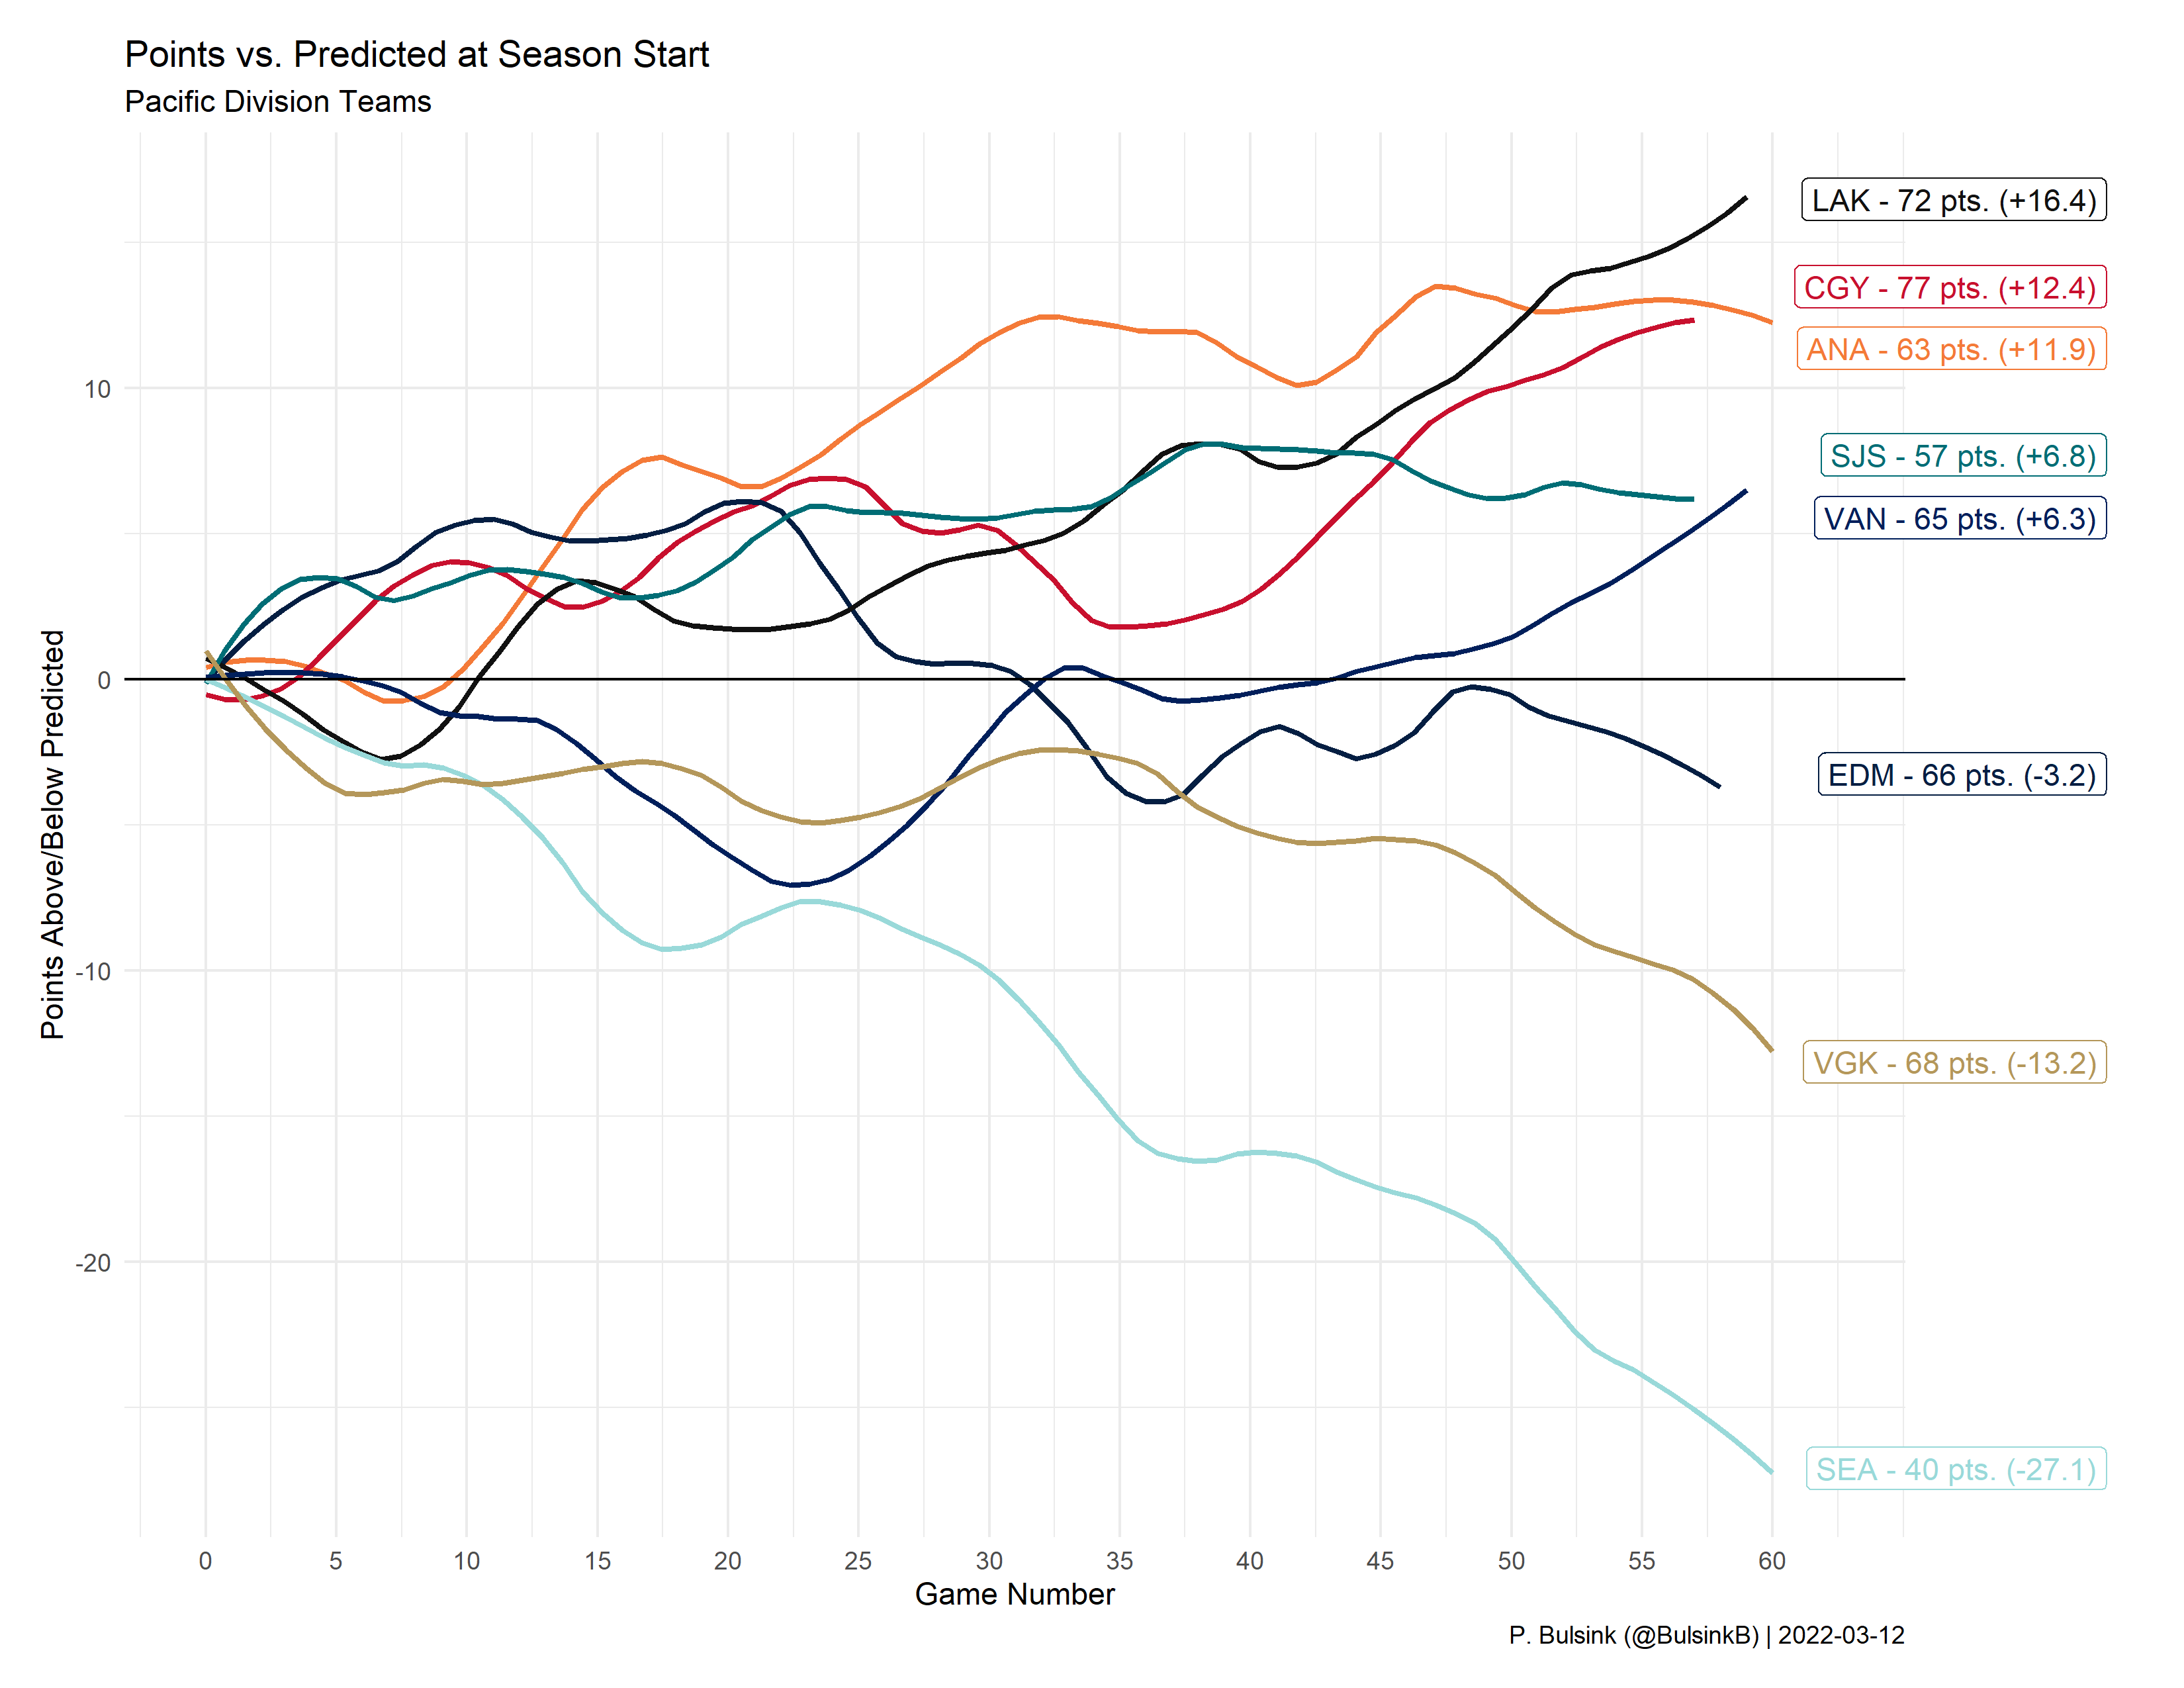 Points vs. Predicted at Season Start
Pacific Division Teams
LAK - 72 pts. (+16.4)
CGY - 77 pts. (+12.4)
ANA - 63 pts. (+11.9)
SJS - 57 pts. (+6.8)
VAN - 65 pts. (+6.3)
EDM - 66 pts. (-3.2)
VGK - 68 pts. (-13.2)
SEA - 40 pts. (-27.1)
Points Above/Below Predicted
10
0
-10
-20
0 5 10 15 20 25 30 35 40 45 50 55 60
Game Number
P. Bulsink (@BulsinkB) | 2022-03-12